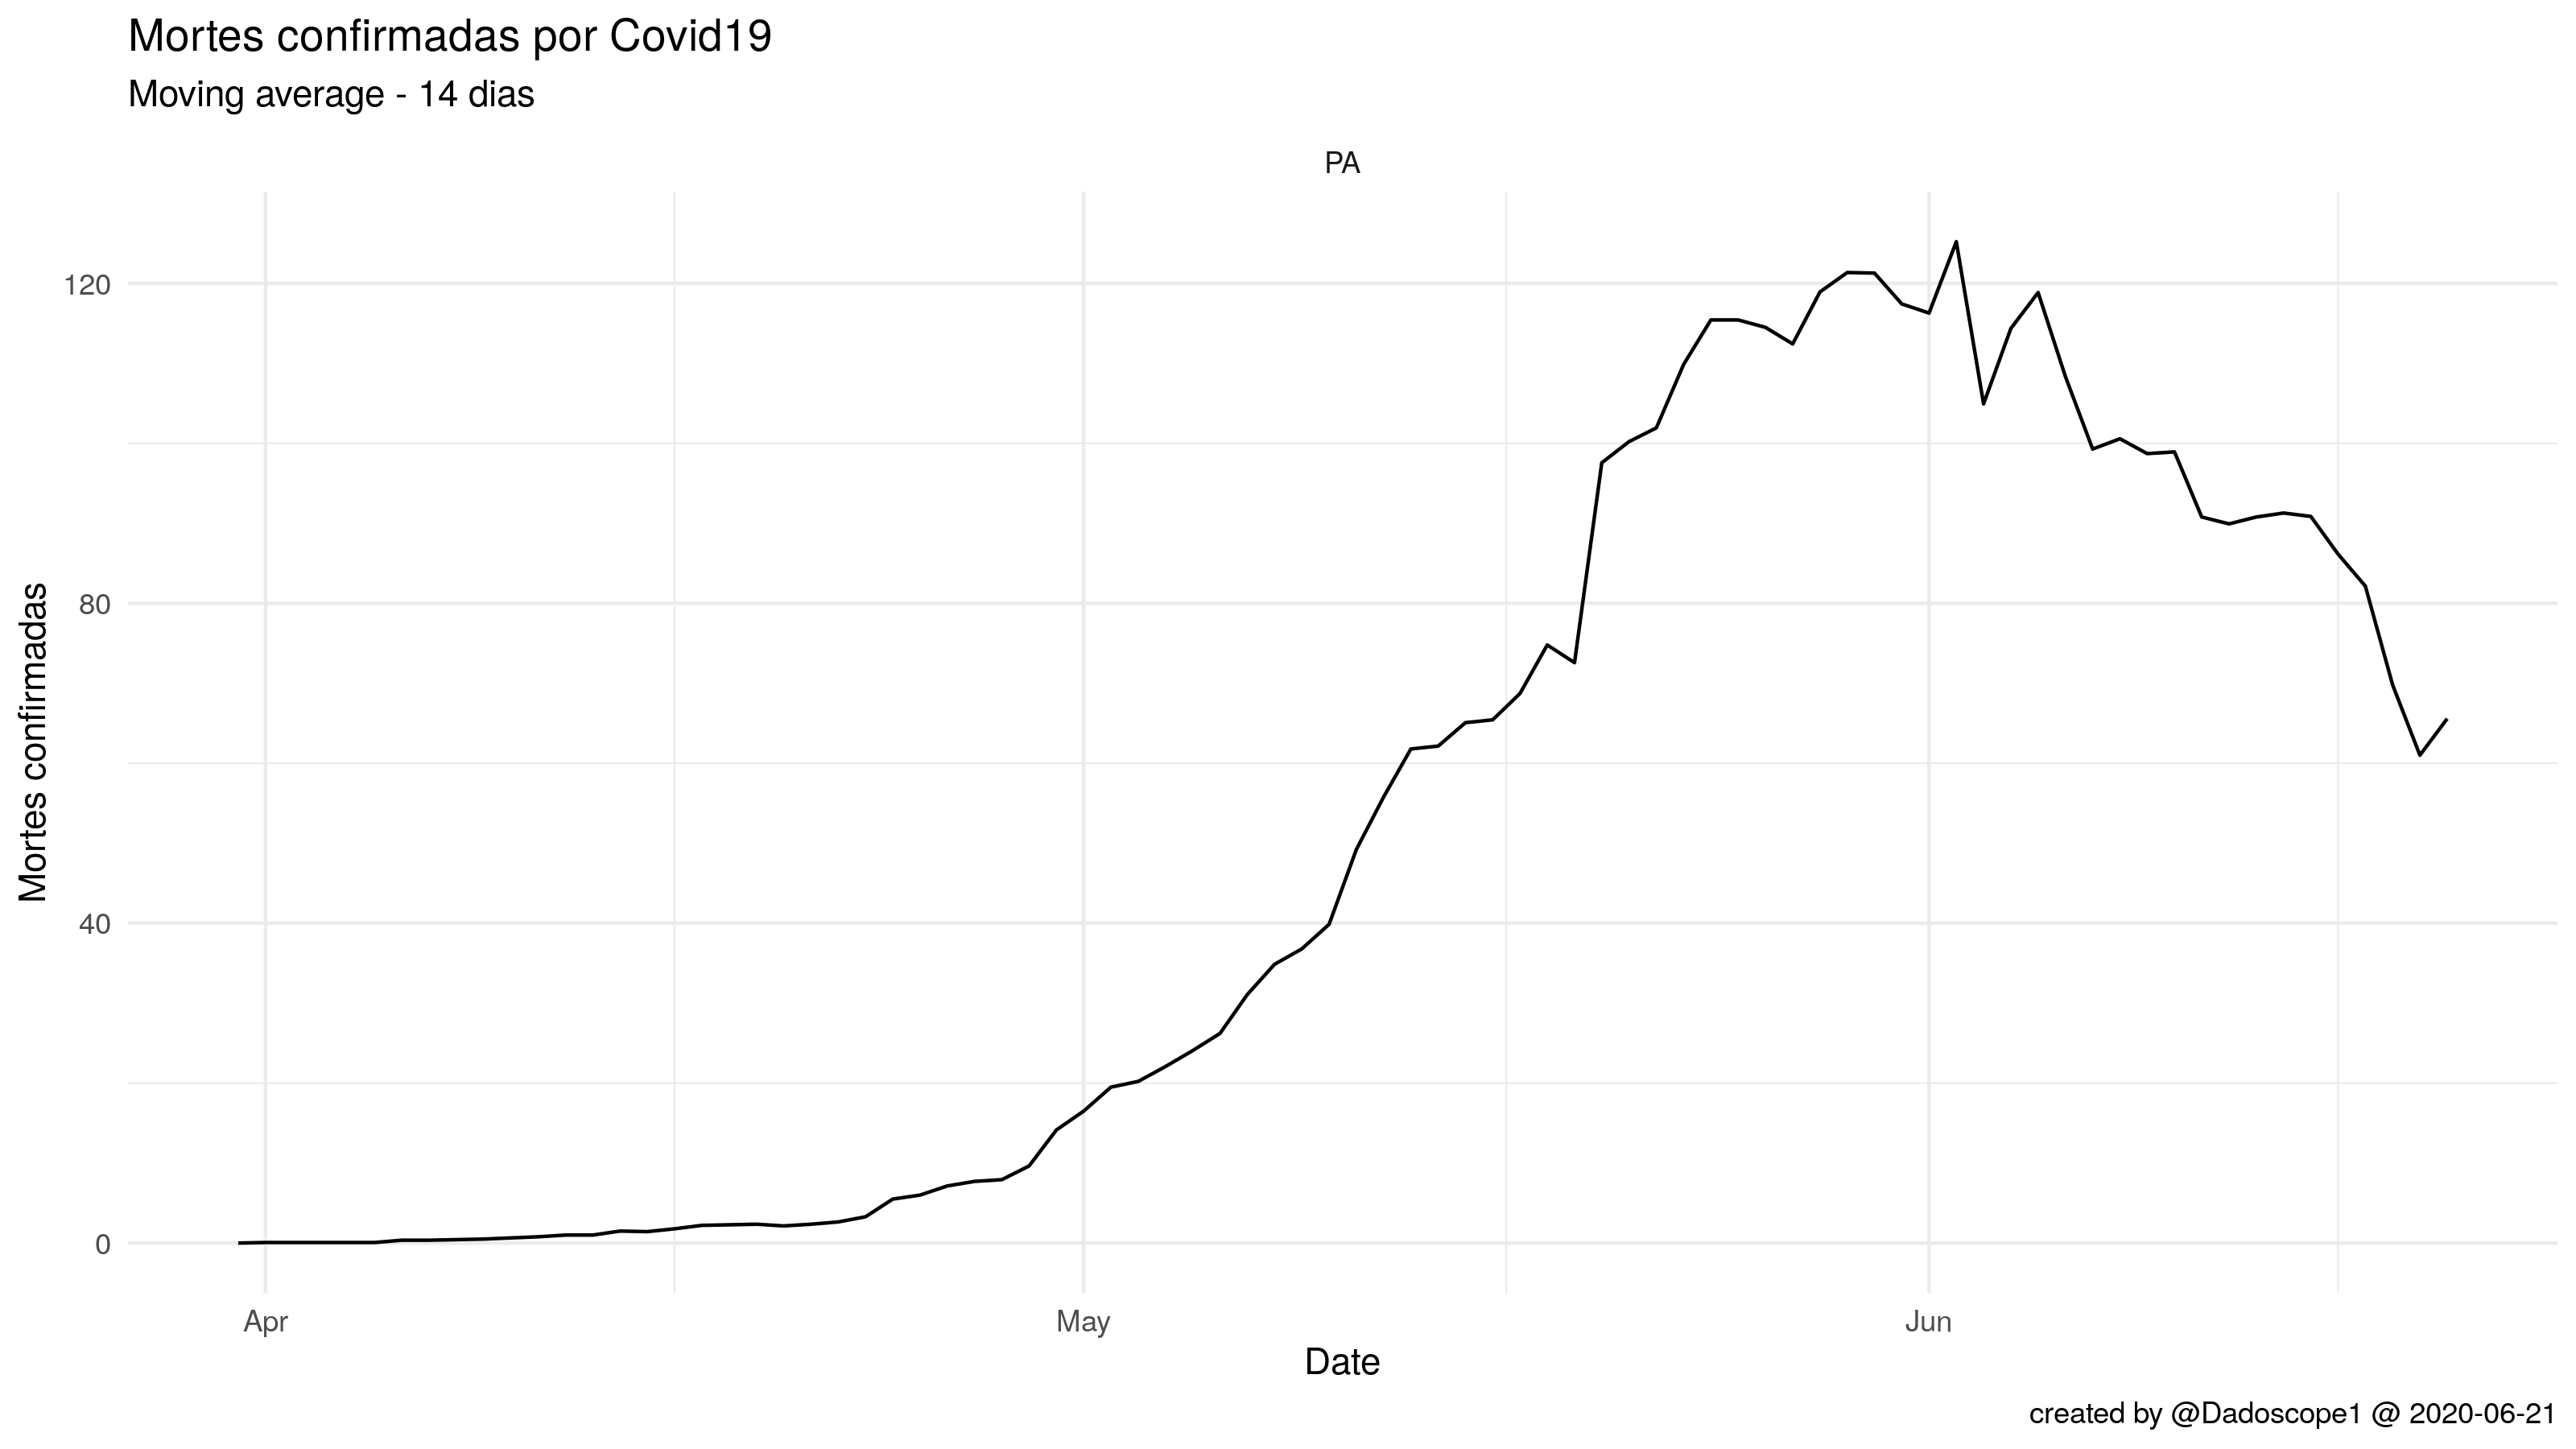 Mortes confirmadas por Covid19
Moving average - 14 dias
PA
120
80
40
0
Mortes confirmadas
Apr May Jun
Date
created by @Dadoscope1 @ 2020-06-21